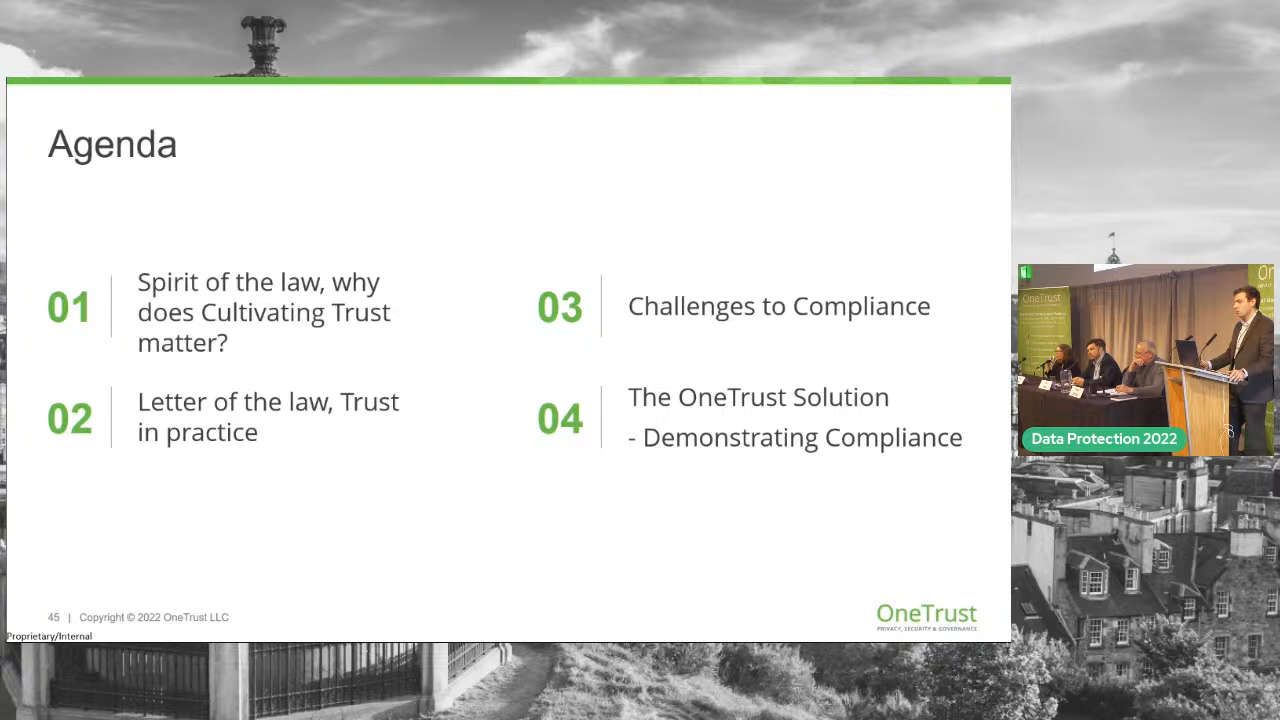 Agenda
01
Spirit of the law, why
does Cultivating Trust
matter?
02
Letter of the law, Trust
in practice
03
Challenges to Compliance
04
The OneTrust Solution
- Demonstrating Compliance
45 | Copyright © 2022 OneTrust LLC
OneTrust
PRIVACY, SECURITY & GOVERNANCE
Proprietary/Internal
OneTrust
Data Protection 2022